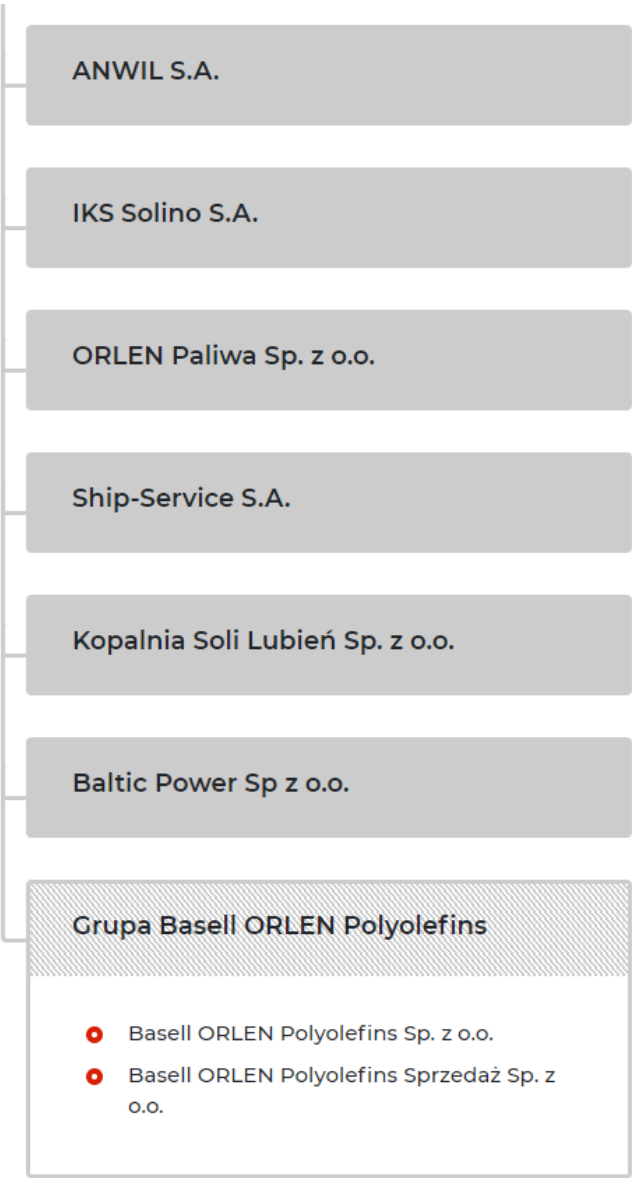 ANWIL S.A.
IKS Solino S.A.
ORLEN Paliwa Sp. z o.o.
Ship-Service S.A.
Kopalnia Soli Lubień Sp. z o.o.
Baltic Power Sp z o.o.
Grupa Basell ORLEN Polyolefins
Basell ORLEN Polyolefins Sp. z o.o.
Basell ORLEN Polyolefins Sprzedaż Sp. z
o.o.